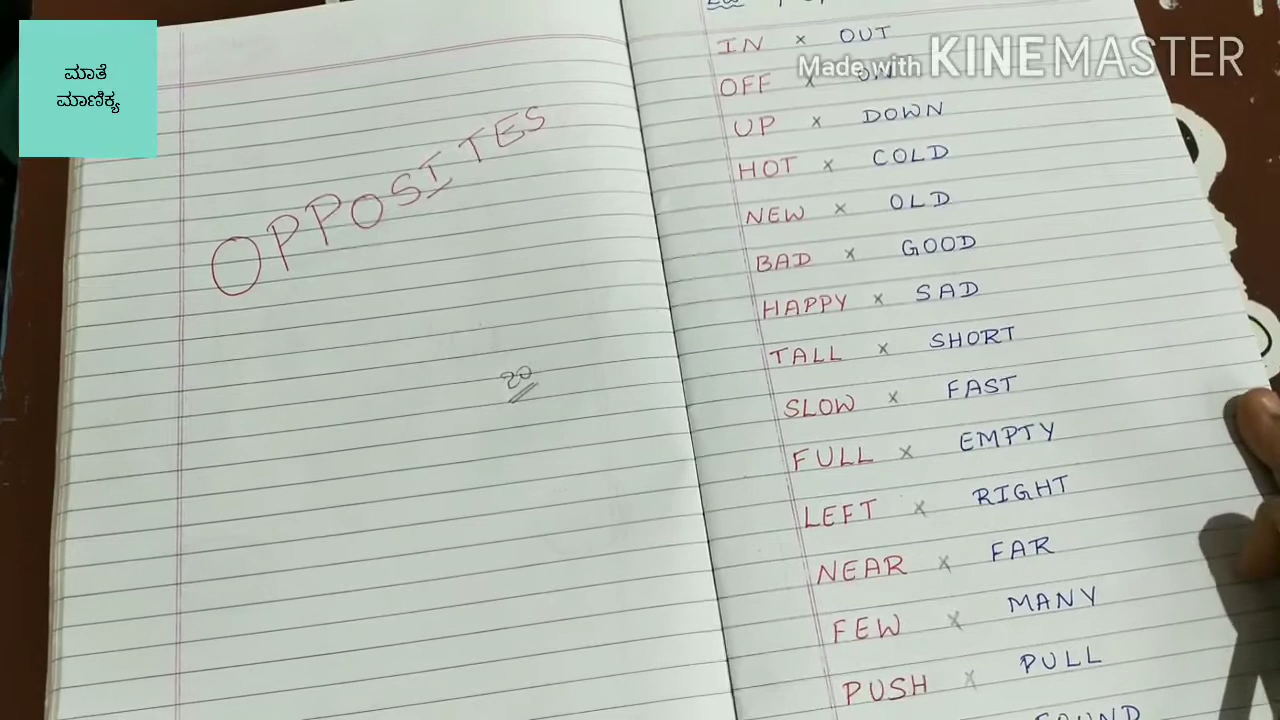 ಮಾತೆ
ಮಾಣಿಕ್ಯ
Made with KINEMASTER
OPPOSITES
20
IN × OUT
OFF × ON
UP × DOWN
HOT × COLD
NEW × OLD
BAD × GOOD
HAPPY × SAD
TALL × SHORT
SLOW × FAST
FULL × EMPTY
LEFT × RIGHT
NEAR × FAR
FEW × MANY
PUSH × PULL